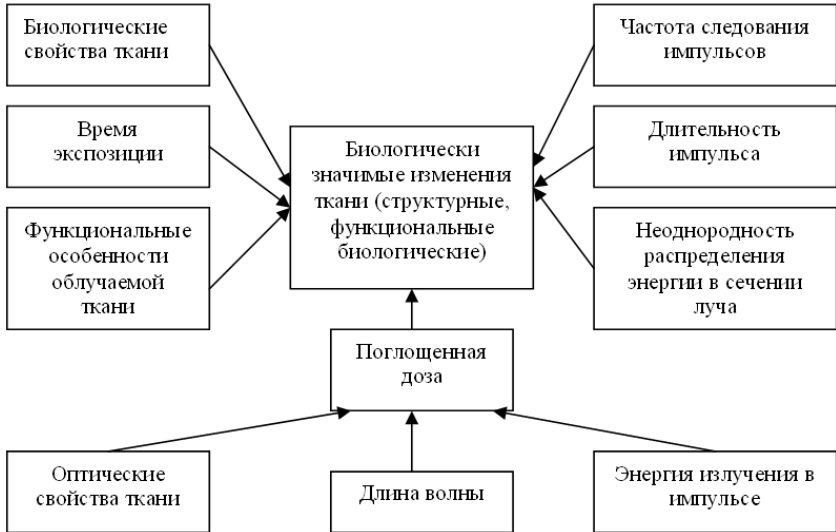 Биологические
свойства ткани
Время
экспозиции
Функциональные
особенности
облучаемой
ткани
Биологически
значимые изменения
ткани (структурные,
функциональные
биологические)
Частота следования
импульсов
Длительность
импульса
Неоднородность
распределения
энергии в сечении
луча
Поглощенная
доза
Оптические
свойства ткани
Длина волны
Энергия излучения в
импульсе